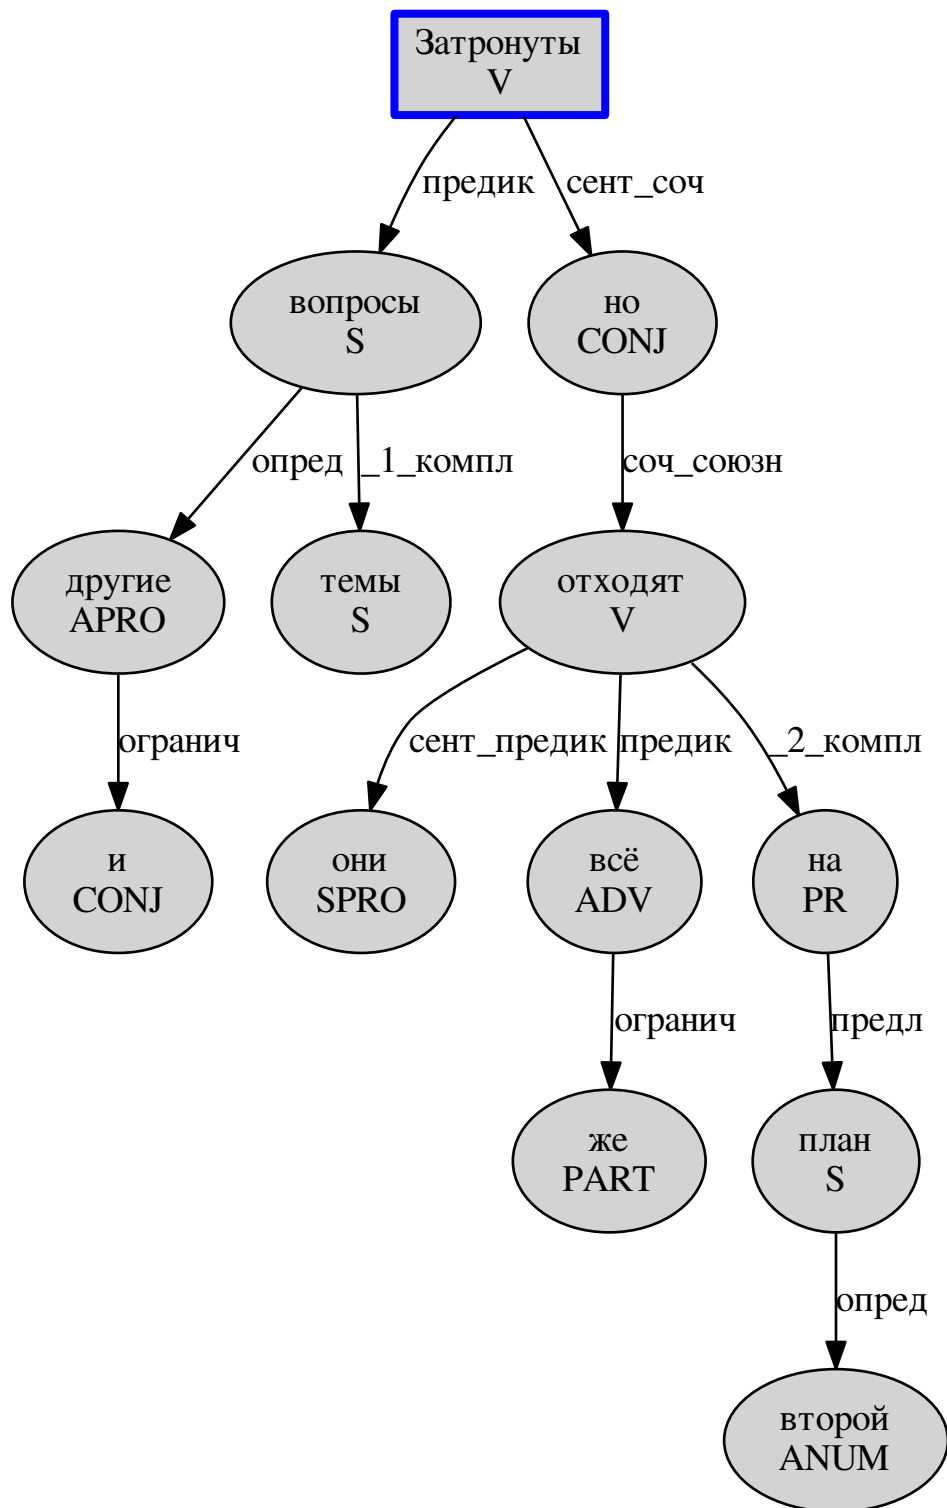 Затронуты
V
предик сент_соч
вопросы
S
но
CONJ
опред _1_компл соч_союзн
другие
APRO
темы
S
отходят
V
огранич сент_предик предик _2_компл
и
CONJ
они
SPRO
всё
ADV
на
PR
огранич предл
же
PART
план
S
опред
второй
ANUM